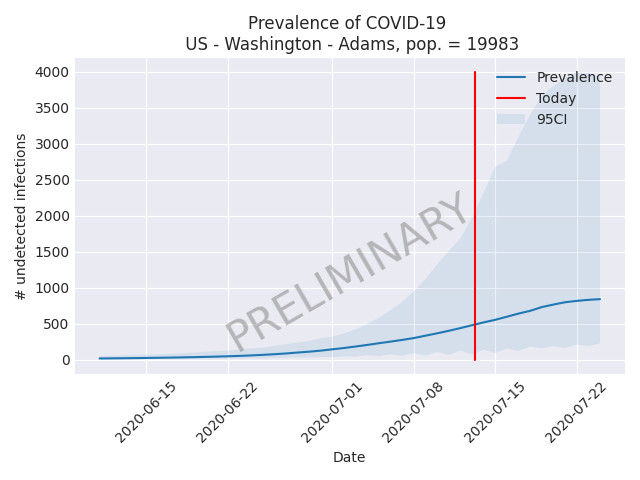 Prevalence of COVID-19
US - Washington - Adams, pop. = 19983
4000
3500
3000
2500
2000
1500
1000
500
0
# undetected infections
Prevalence
Today
95CI
PRELIMINARY
2020-06-15
2020-06-22
2020-07-01
2020-07-08
2020-07-15
2020-07-22
Date